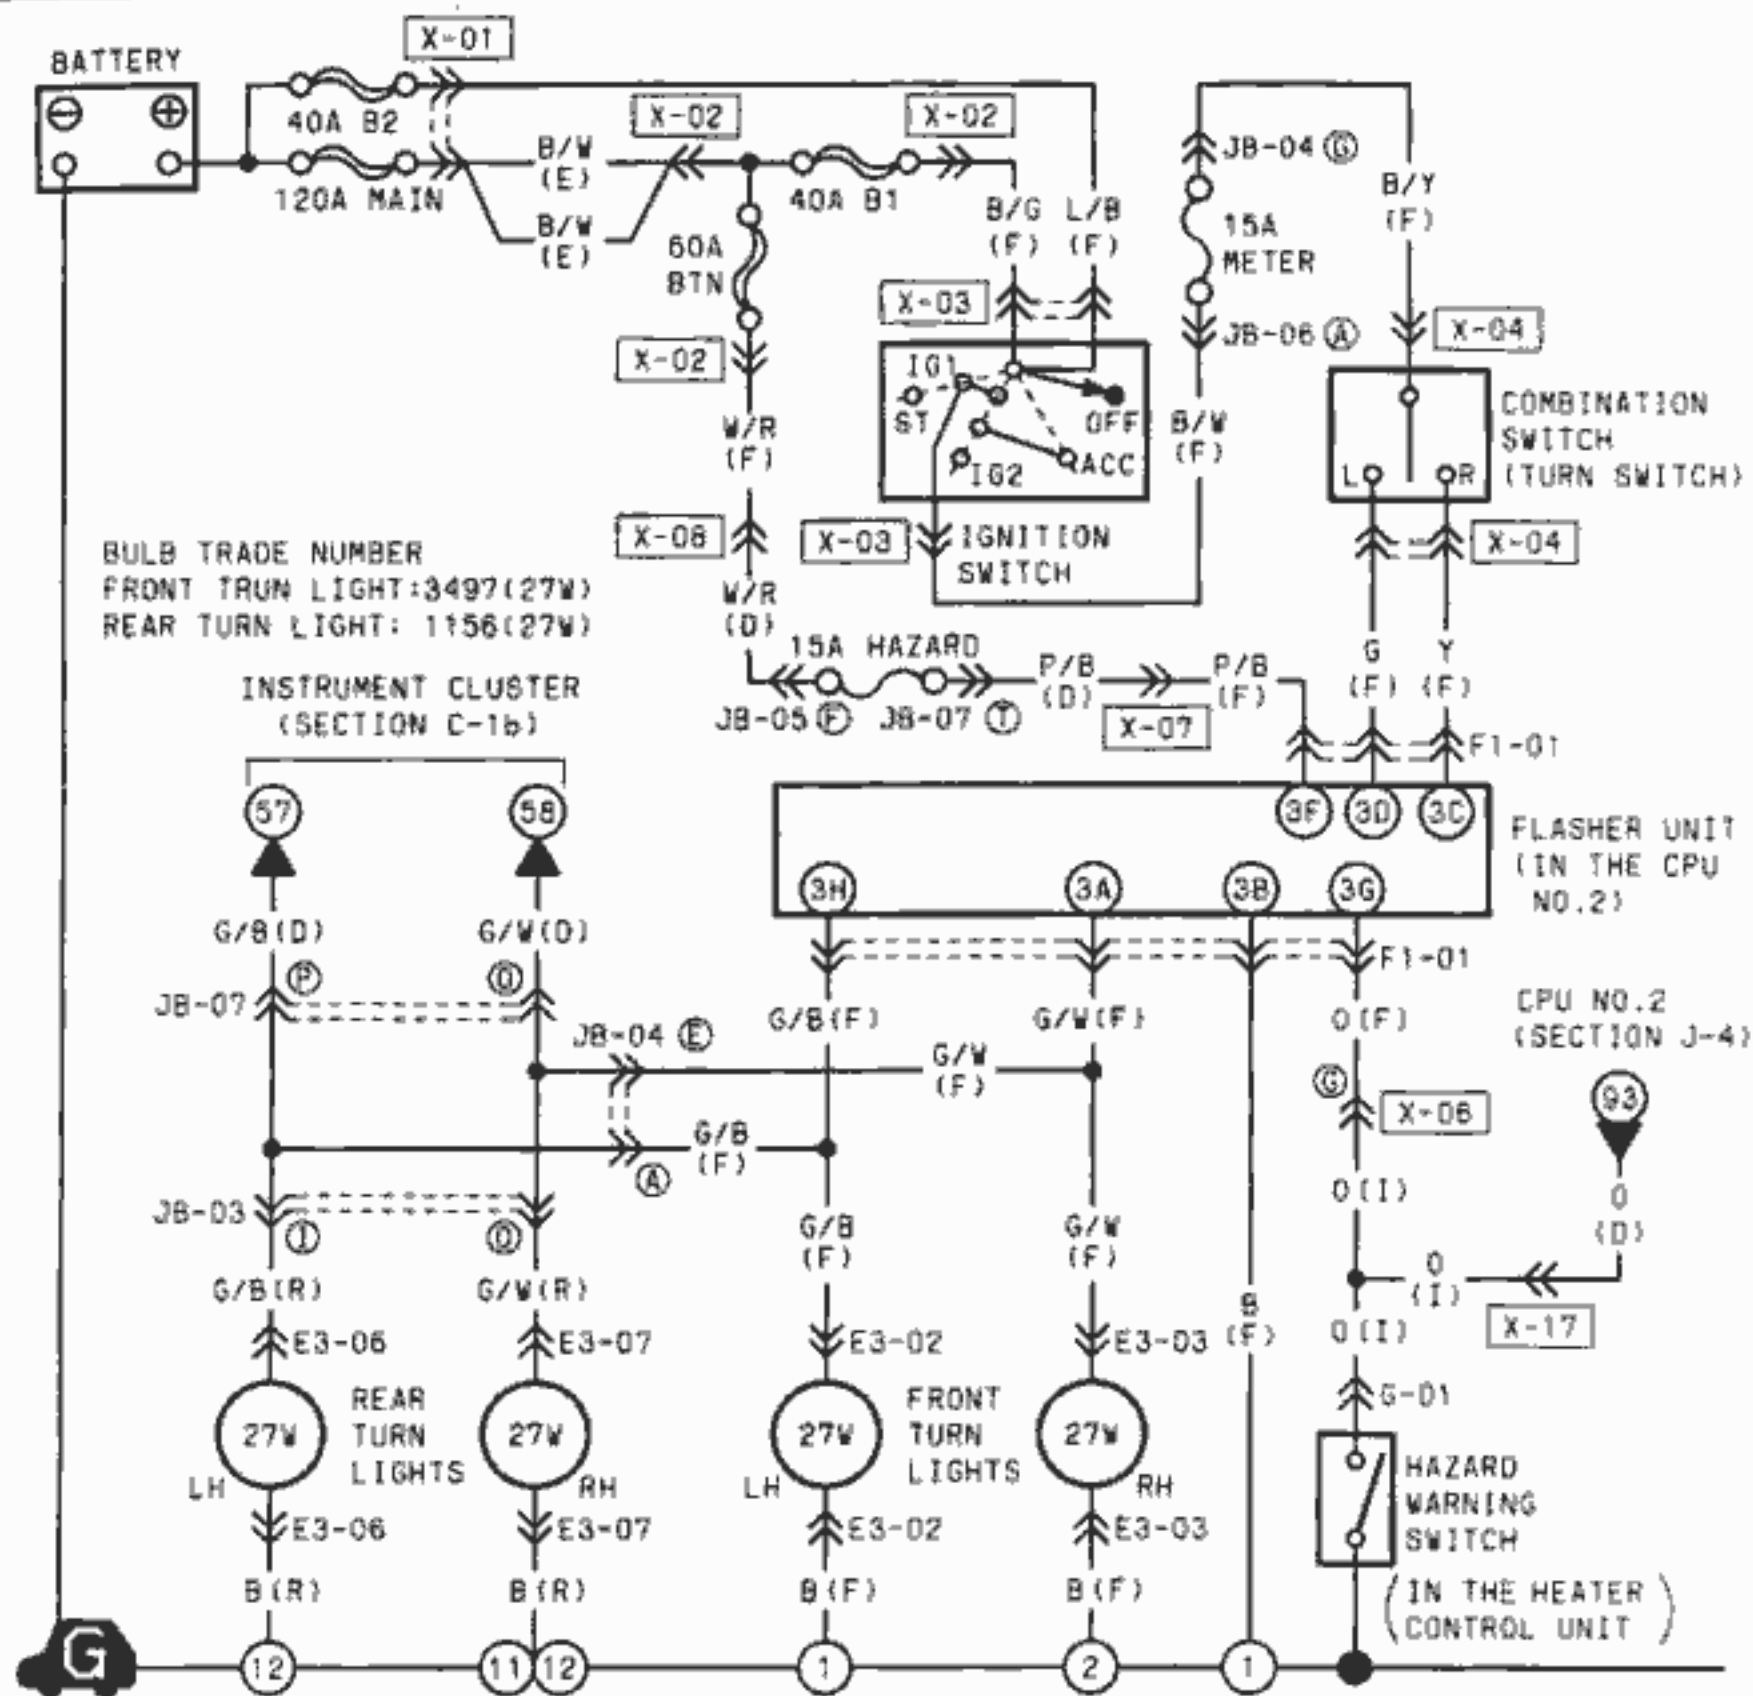 X-01
BATTERY
40A B2
120A MAIN
B/W
(E)
B/W
(E)
X-02
X-02
40A B1
60A
BTN
X-02
B/G
(F)
L/B
(F)
X-03
JB-04 G
15A
METER
JB-06 A
B/Y
(F)
X-04
COMBINATION
SWITCH
(TURN SWITCH)
L
R
X-04
IG1
ST
OFF
IG2
ACC
B/W
(F)
X-03
IGNITION
SWITCH
W/R
(F)
X-08
W/R
(D)
BULB TRADE NUMBER
FRONT TRUN LIGHT:3497(27W)
REAR TURN LIGHT: 1156(27W)
15A HAZARD
JB-05 F
JB-07 T
P/B
(D)
X-07
P/B
(F)
G
(F)
Y
(F)
F1-01
INSTRUMENT CLUSTER
(SECTION C-1b)
57
58
3F
3D
3C
FLASHER UNIT
(IN THE CPU
NO.2)
3H
3A
3B
3G
F1-01
G/B(D)
G/W(D)
P
JB-07
G/B(F)
G/W(F)
O(F)
CPU NO.2
(SECTION J-4)
JB-04 E
G/W
(F)
G
X-06
93
G/B
(F)
A
O(I)
O
(D)
JB-03
I
G/B
(F)
G/W
(F)
G/B(R)
G/W(R)
B
(F)
O
(I)
X-17
O(I)
E3-06
E3-07
E3-02
E3-03
G-01
27W
REAR
TURN
LIGHTS
27W
27W
FRONT
TURN
LIGHTS
27W
LH
RH
LH
RH
HAZARD
WARNING
SWITCH
E3-06
E3-07
E3-02
E3-03
B(R)
B(R)
B(F)
B(F)
(IN THE HEATER
CONTROL UNIT)
G
12
11
12
1
2
1